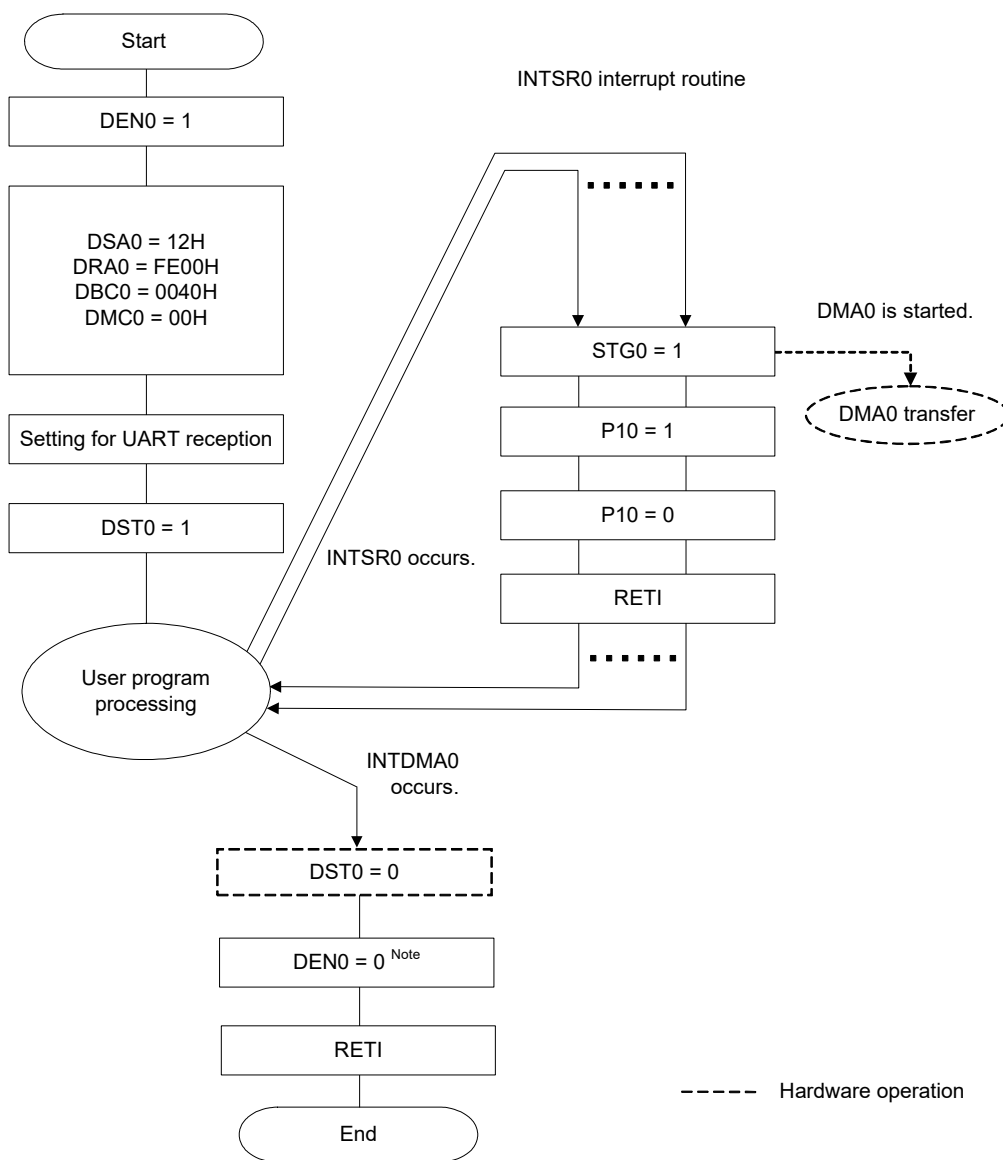 Start
DEN0 = 1
DSA0 = 12H
DRA0 = FE00H
DBC0 = 0040H
DMC0 = 00H
Setting for UART reception
DST0 = 1
User program
processing
INTSR0 occurs.
INTSR0 interrupt routine
STG0 = 1
DMA0 is started.
DMA0 transfer
P10 = 1
P10 = 0
RETI
INTDMA0
occurs.
DST0 = 0
DEN0 = 0 Note
RETI
End
Hardware operation